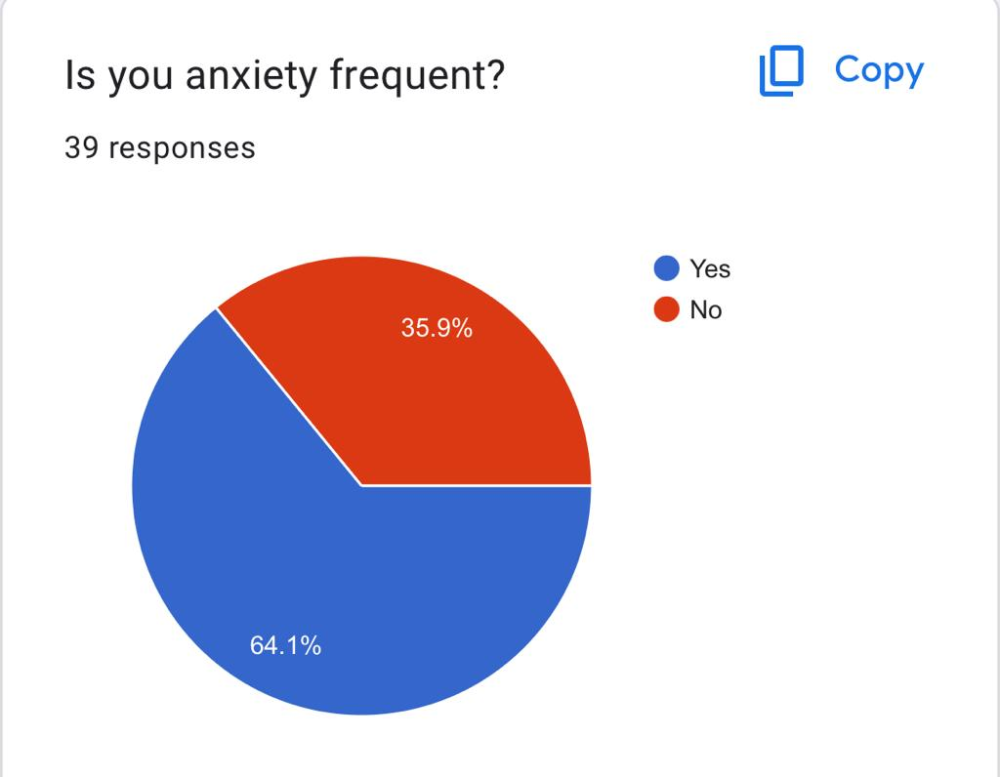 Is you anxiety frequent?
Copy
39 responses
Yes
No
35.9%
64.1%